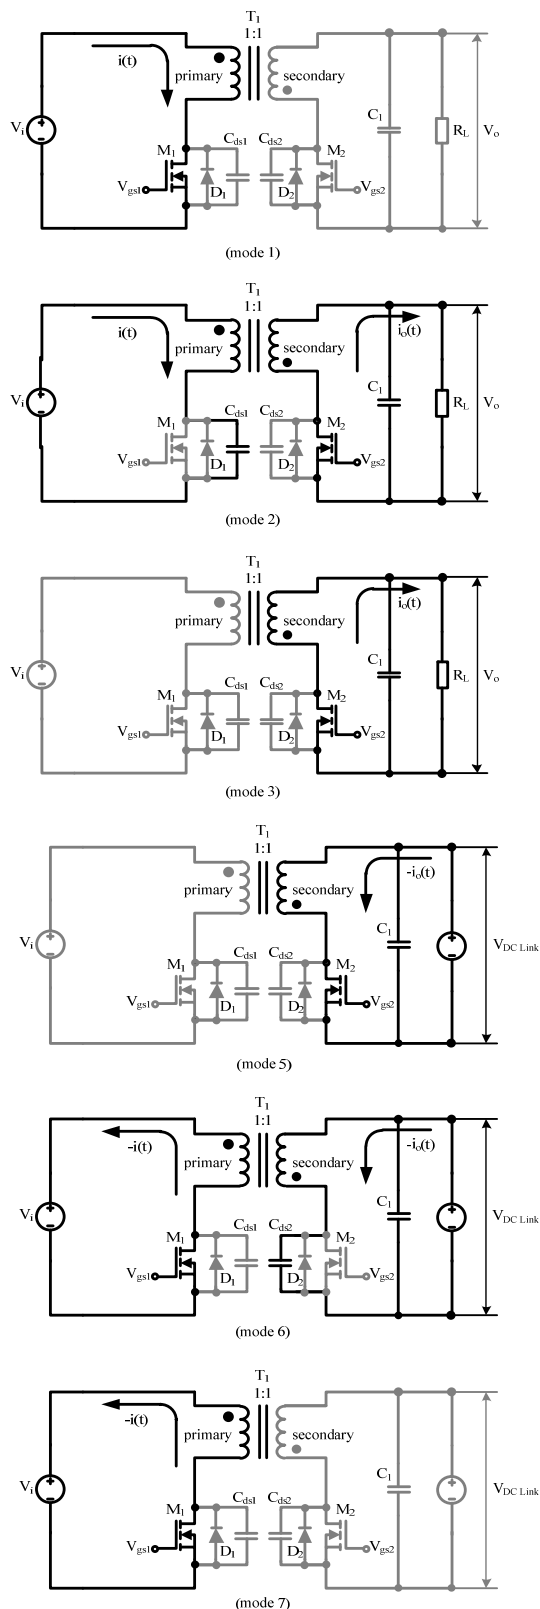 T1
1:1
i(t)
primary
secondary
Vi
M1
Cds1
Cds2
M2
C1
RL
Vo
Vgs1
D1
D2
Vgs2
(mode 1)
T1
1:1
i(t)
io(t)
primary
secondary
Vi
M1
Cds1
Cds2
M2
C1
RL
Vo
Vgs1
D1
D2
Vgs2
(mode 2)
T1
1:1
io(t)
primary
secondary
Vi
M1
Cds1
Cds2
M2
C1
RL
Vo
Vgs1
D1
D2
Vgs2
(mode 3)
T1
1:1
-io(t)
primary
secondary
Vi
M1
Cds1
Cds2
M2
C1
VDC Link
Vgs1
D1
D2
Vgs2
(mode 5)
T1
1:1
-i(t)
-io(t)
primary
secondary
Vi
M1
Cds1
Cds2
M2
C1
VDC Link
Vgs1
D1
D2
Vgs2
(mode 6)
T1
1:1
-i(t)
primary
secondary
Vi
M1
Cds1
Cds2
M2
C1
VDC Link
Vgs1
D1
D2
Vgs2
(mode 7)